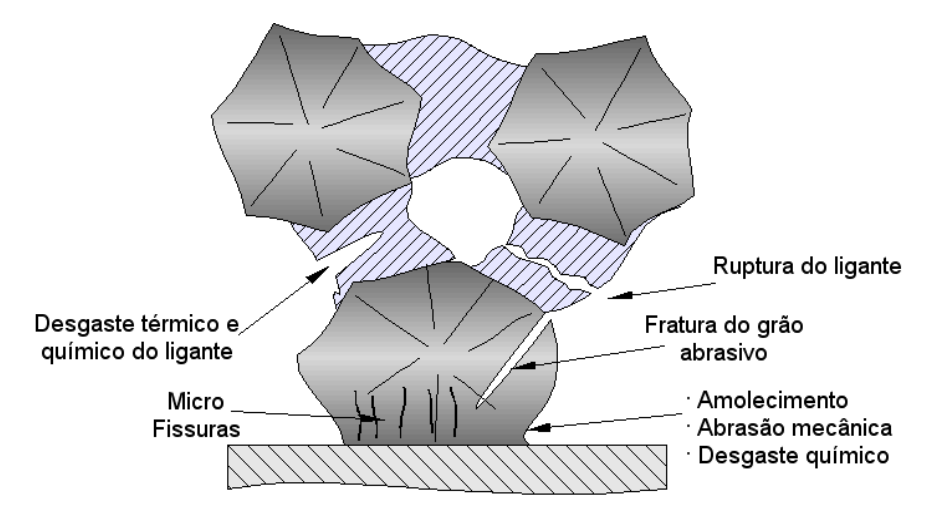 Ruptura do ligante
Desgaste térmico e
químico do ligante
Fratura do grão
abrasivo
Micro
Fissuras
· Amolecimento
· Abrasão mecânica
· Desgaste químico